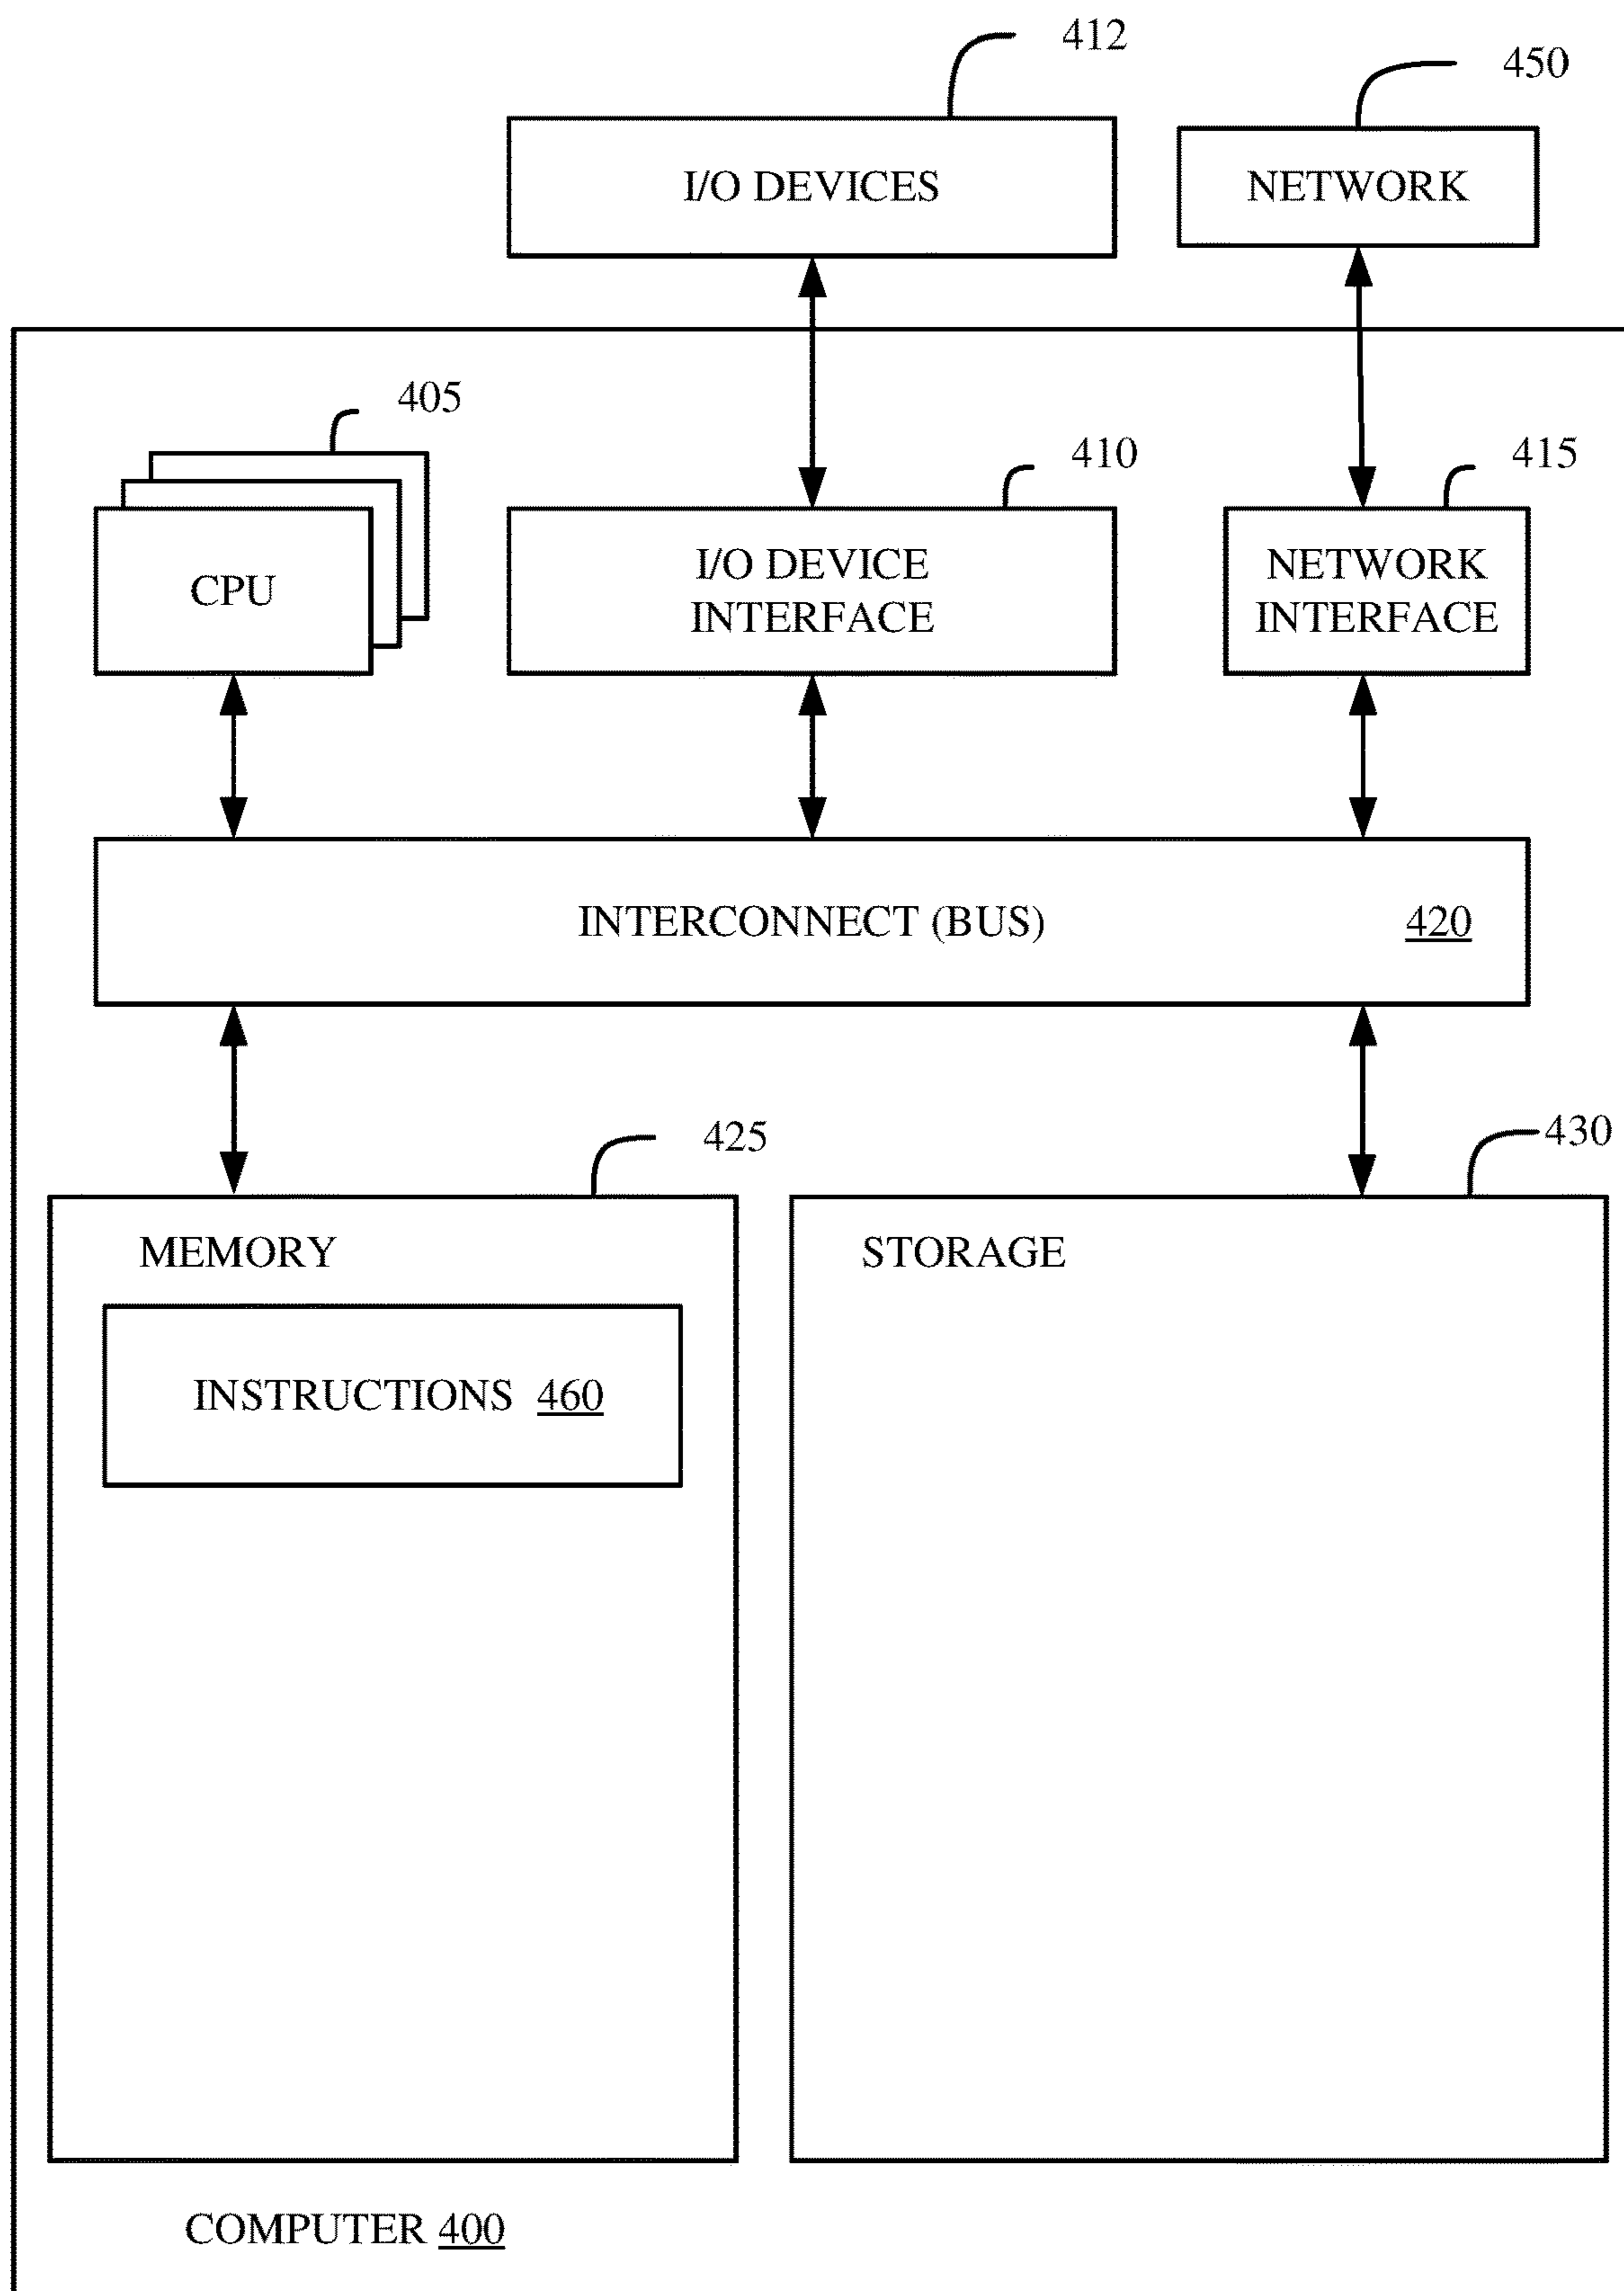 412
450
I/O DEVICES
NETWORK
405
410
415
CPU
I/O DEVICE
INTERFACE
NETWORK
INTERFACE
INTERCONNECT (BUS) 420
425
430
MEMORY
STORAGE
INSTRUCTIONS 460
COMPUTER 400